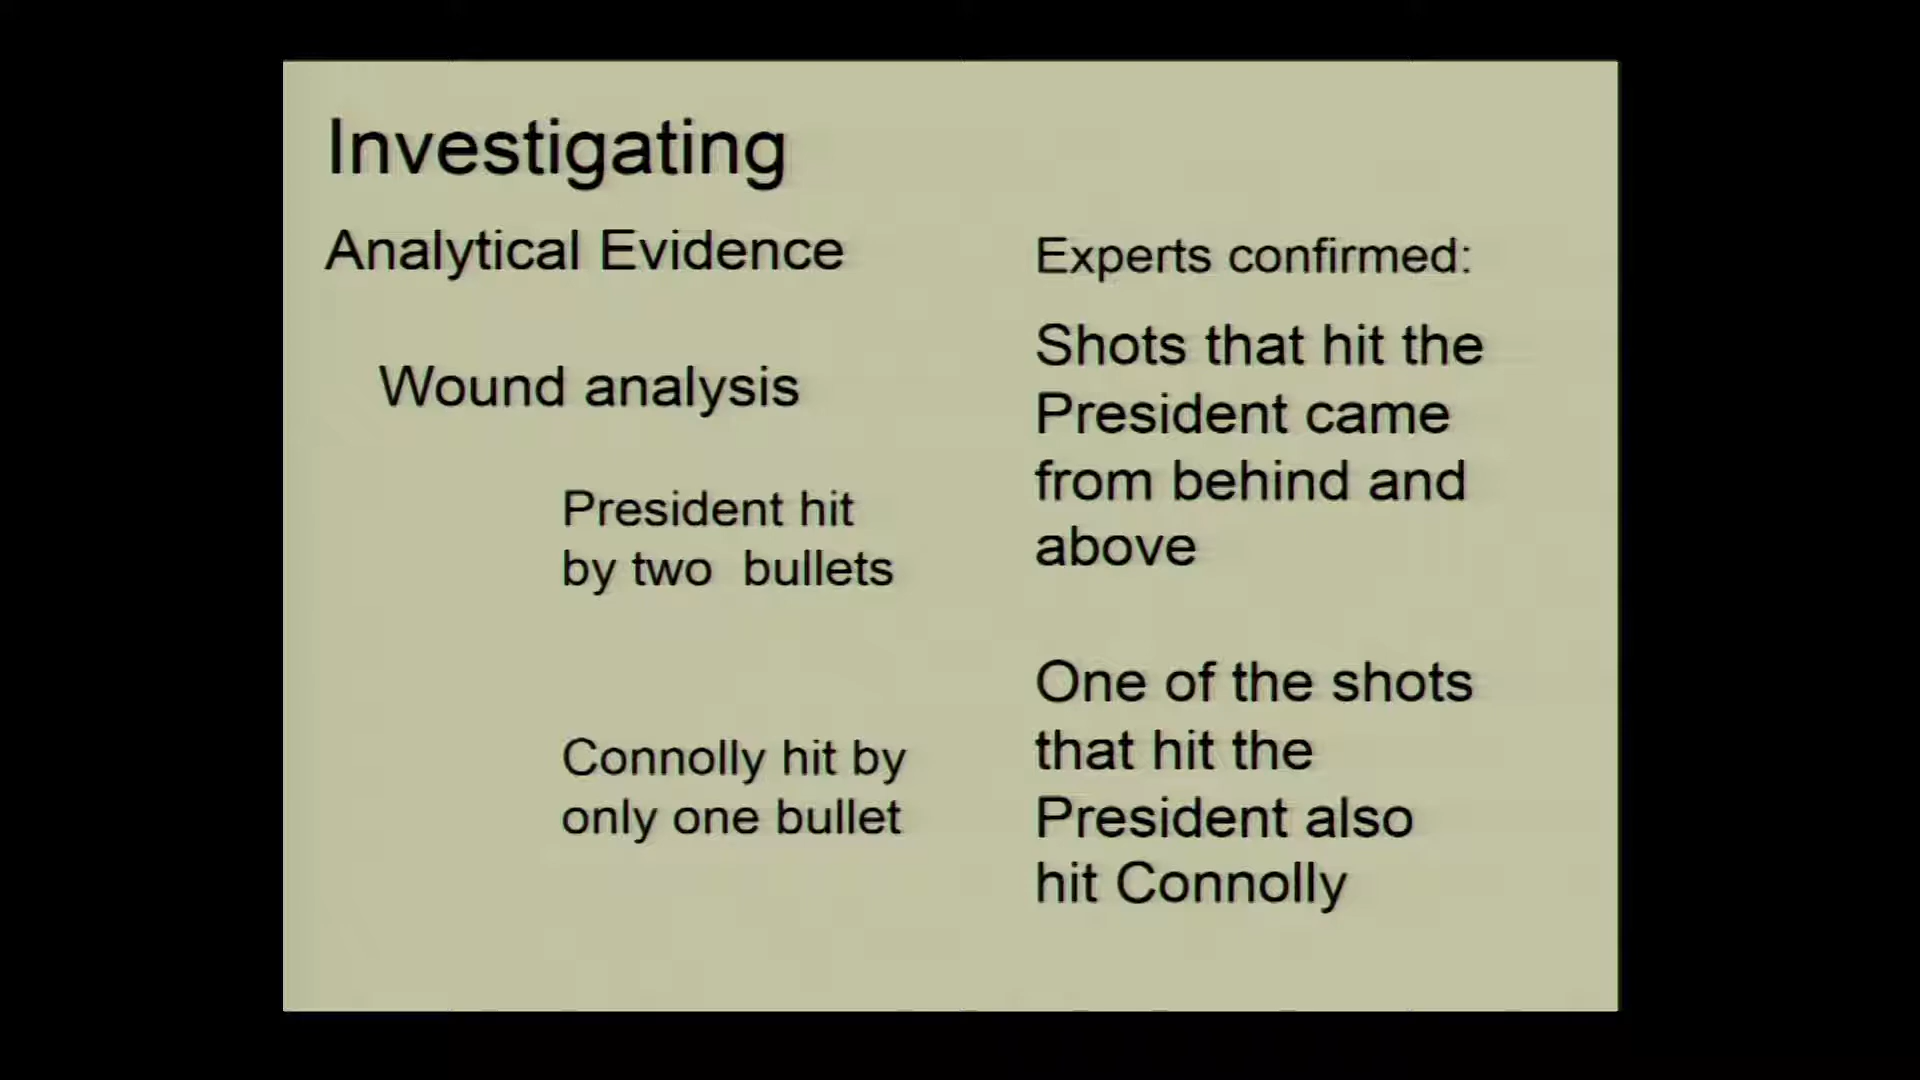 Investigating
Analytical Evidence
Wound analysis
President hit
by two bullets
Connolly hit by
only one bullet
Experts confirmed:
Shots that hit the
President came
from behind and
above
One of the shots
that hit the
President also
hit Connolly